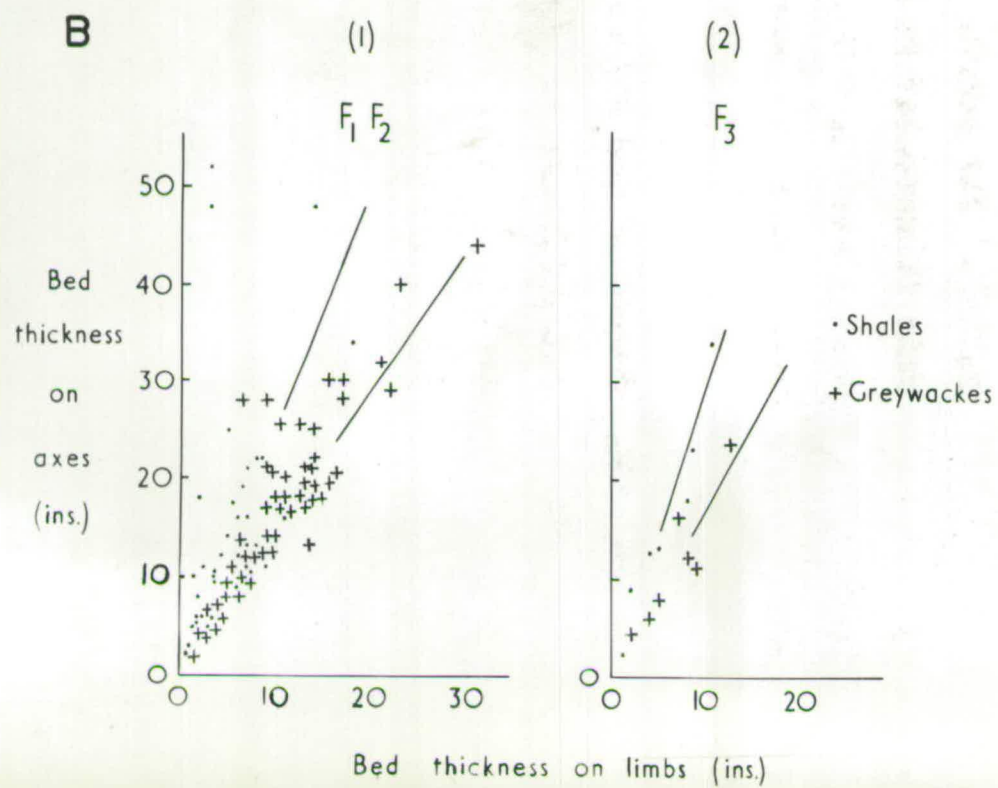 B
(1)
(2)
F₁ F₂
F₃
50
40
30
20
10
0
0 10 20 30
Bed
thickness
on
axes
(ins.)
0
0 10 20
· Shales
+ Greywackes
Bed thickness on limbs (ins.)